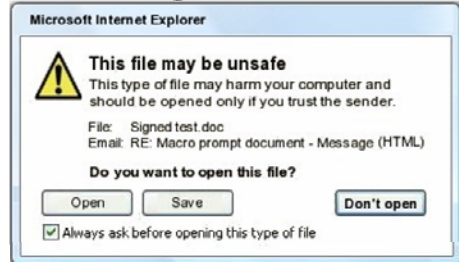 Microsoft Internet Explorer
This file may be unsafe
This type of file may harm your computer and
should be opened only if you trust the sender.
File: Signed test.doc
Email: RE: Macro prompt document - Message (HTML)
Do you want to open this file?
Open Save Don't open
Always ask before opening this type of file